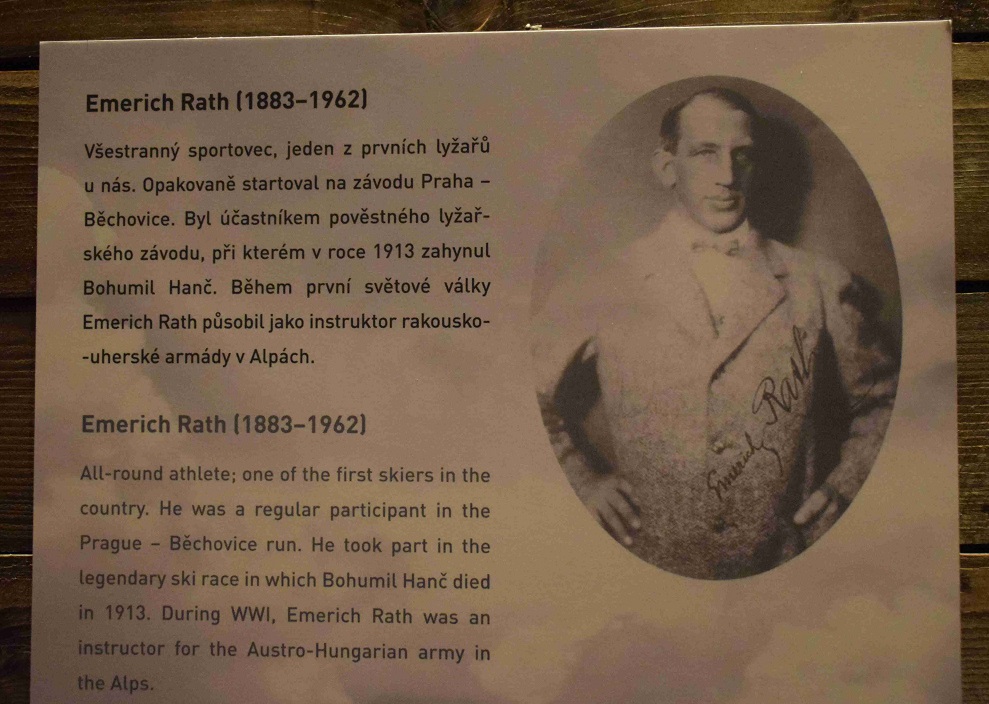 Emerich Rath (1883–1962)
Všestranný sportovec, jeden z prvních lyžařů
u nás. Opakovaně startoval na závodu Praha –
Běchovice. Byl účastníkem pověstného lyžař-
ského závodu, při kterém v roce 1913 zahynul
Bohumil Hanč. Během první světové války
Emerich Rath působil jako instruktor rakousko-
-uherské armády v Alpách.
Emerich Rath (1883–1962)
All-round athlete; one of the first skiers in the
country. He was a regular participant in the
Prague – Běchovice run. He took part in the
legendary ski race in which Bohumil Hanč died
in 1913. During WWI, Emerich Rath was an
instructor for the Austro-Hungarian army in
the Alps.
Emerich Rath